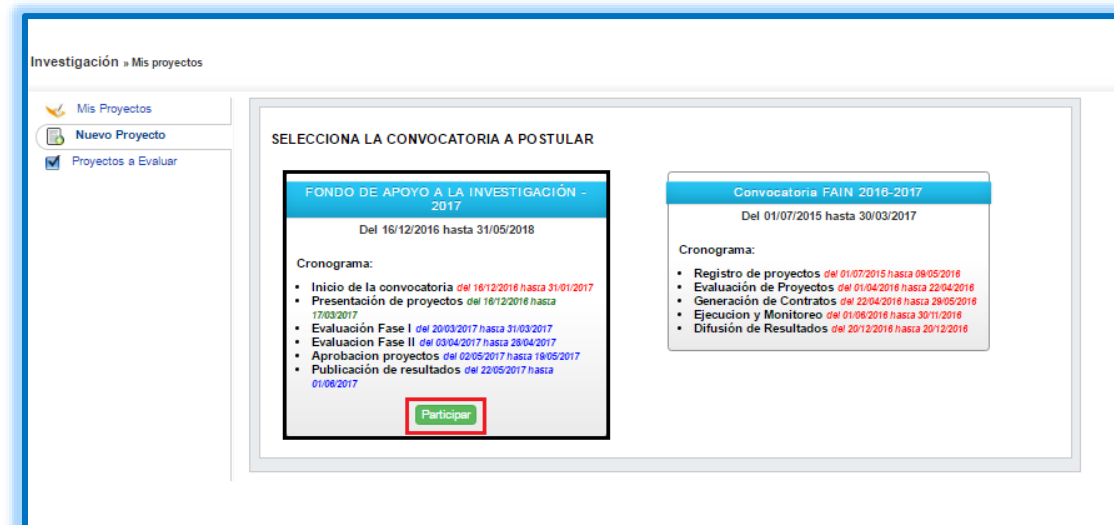 Investigación » Mis proyectos
Mis Proyectos
Nuevo Proyecto
Proyectos a Evaluar
SELECCIONA LA CONVOCATORIA A POSTULAR
FONDO DE APOYO A LA INVESTIGACIÓN -
2017
Del 16/12/2016 hasta 31/05/2018
Cronograma:
• Inicio de la convocatoria del 16/12/2016 hasta 31/01/2017
• Presentación de proyectos del 16/12/2016 hasta
17/03/2017
• Evaluación Fase I del 20/03/2017 hasta 31/03/2017
• Evaluacion Fase II del 03/04/2017 hasta 28/04/2017
• Aprobacion proyectos del 02/05/2017 hasta 19/05/2017
• Publicación de resultados del 22/05/2017 hasta
01/06/2017
Participar
Convocatoria FAIN 2016-2017
Del 01/07/2015 hasta 30/03/2017
Cronograma:
• Registro de proyectos del 01/07/2015 hasta 09/05/2016
• Evaluación de Proyectos del 01/04/2016 hasta 22/04/2016
• Generación de Contratos del 22/04/2016 hasta 29/05/2016
• Ejecucion y Monitoreo del 01/06/2016 hasta 30/11/2016
• Difusión de Resultados del 20/12/2016 hasta 20/12/2016